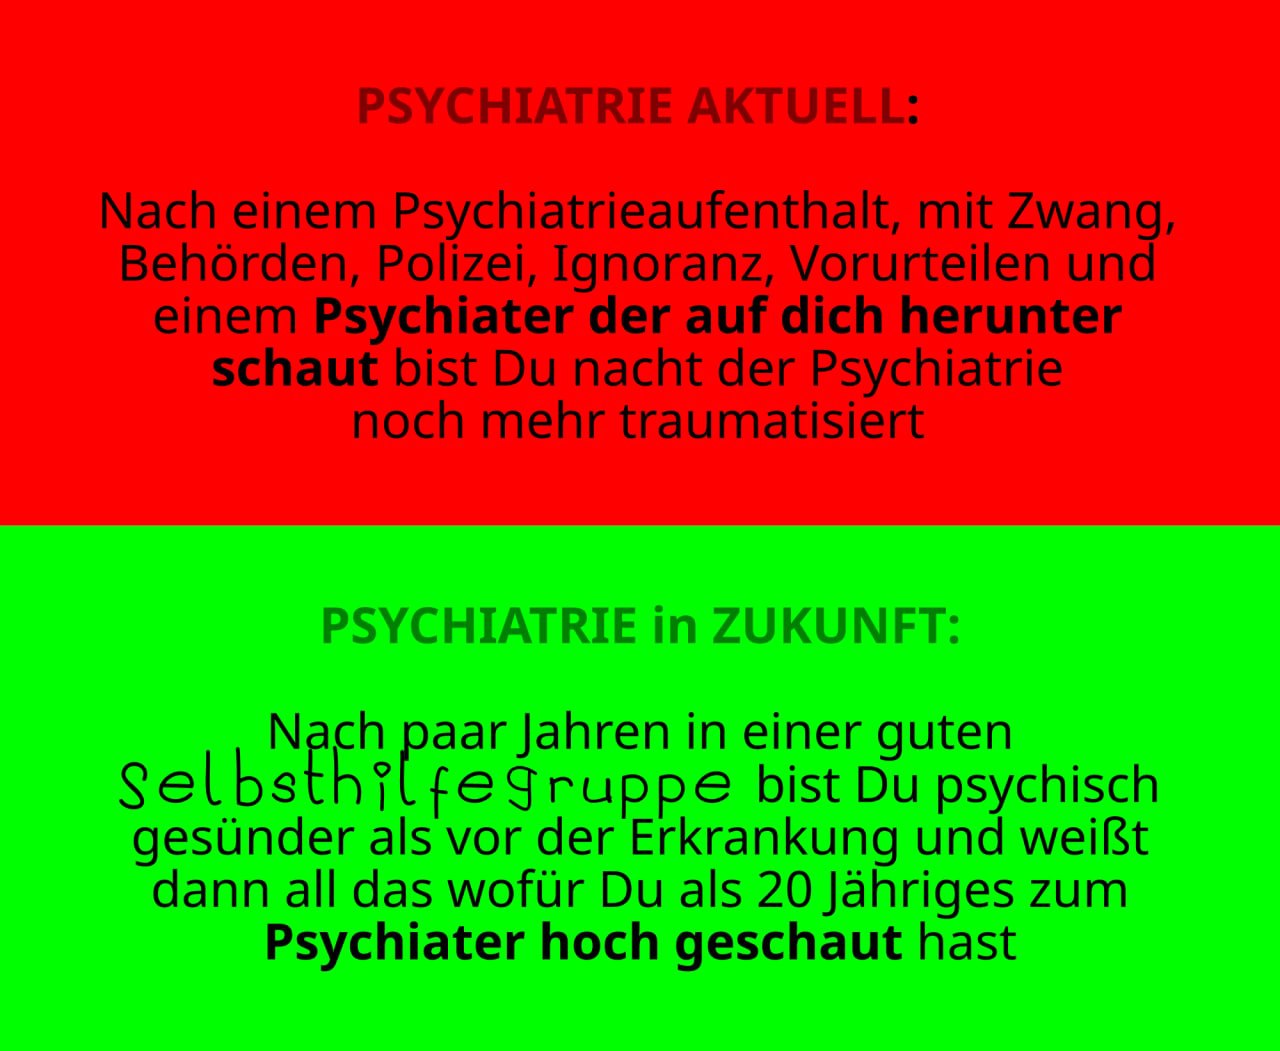 PSYCHIATRIE AKTUELL:
Nach einem Psychiatrieaufenthalt, mit Zwang,
Behörden, Polizei, Ignoranz, Vorurteilen und
einem Psychiater der auf dich herunter
schaut bist Du nacht der Psychiatrie
noch mehr traumatisiert
PSYCHIATRIE in ZUKUNFT:
Nach paar Jahren in einer guten
Selbsthilfegruppe bist Du psychisch
gesünder als vor der Erkrankung und weißt
dann all das wofür Du als 20 Jähriges zum
Psychiater hoch geschaut hast